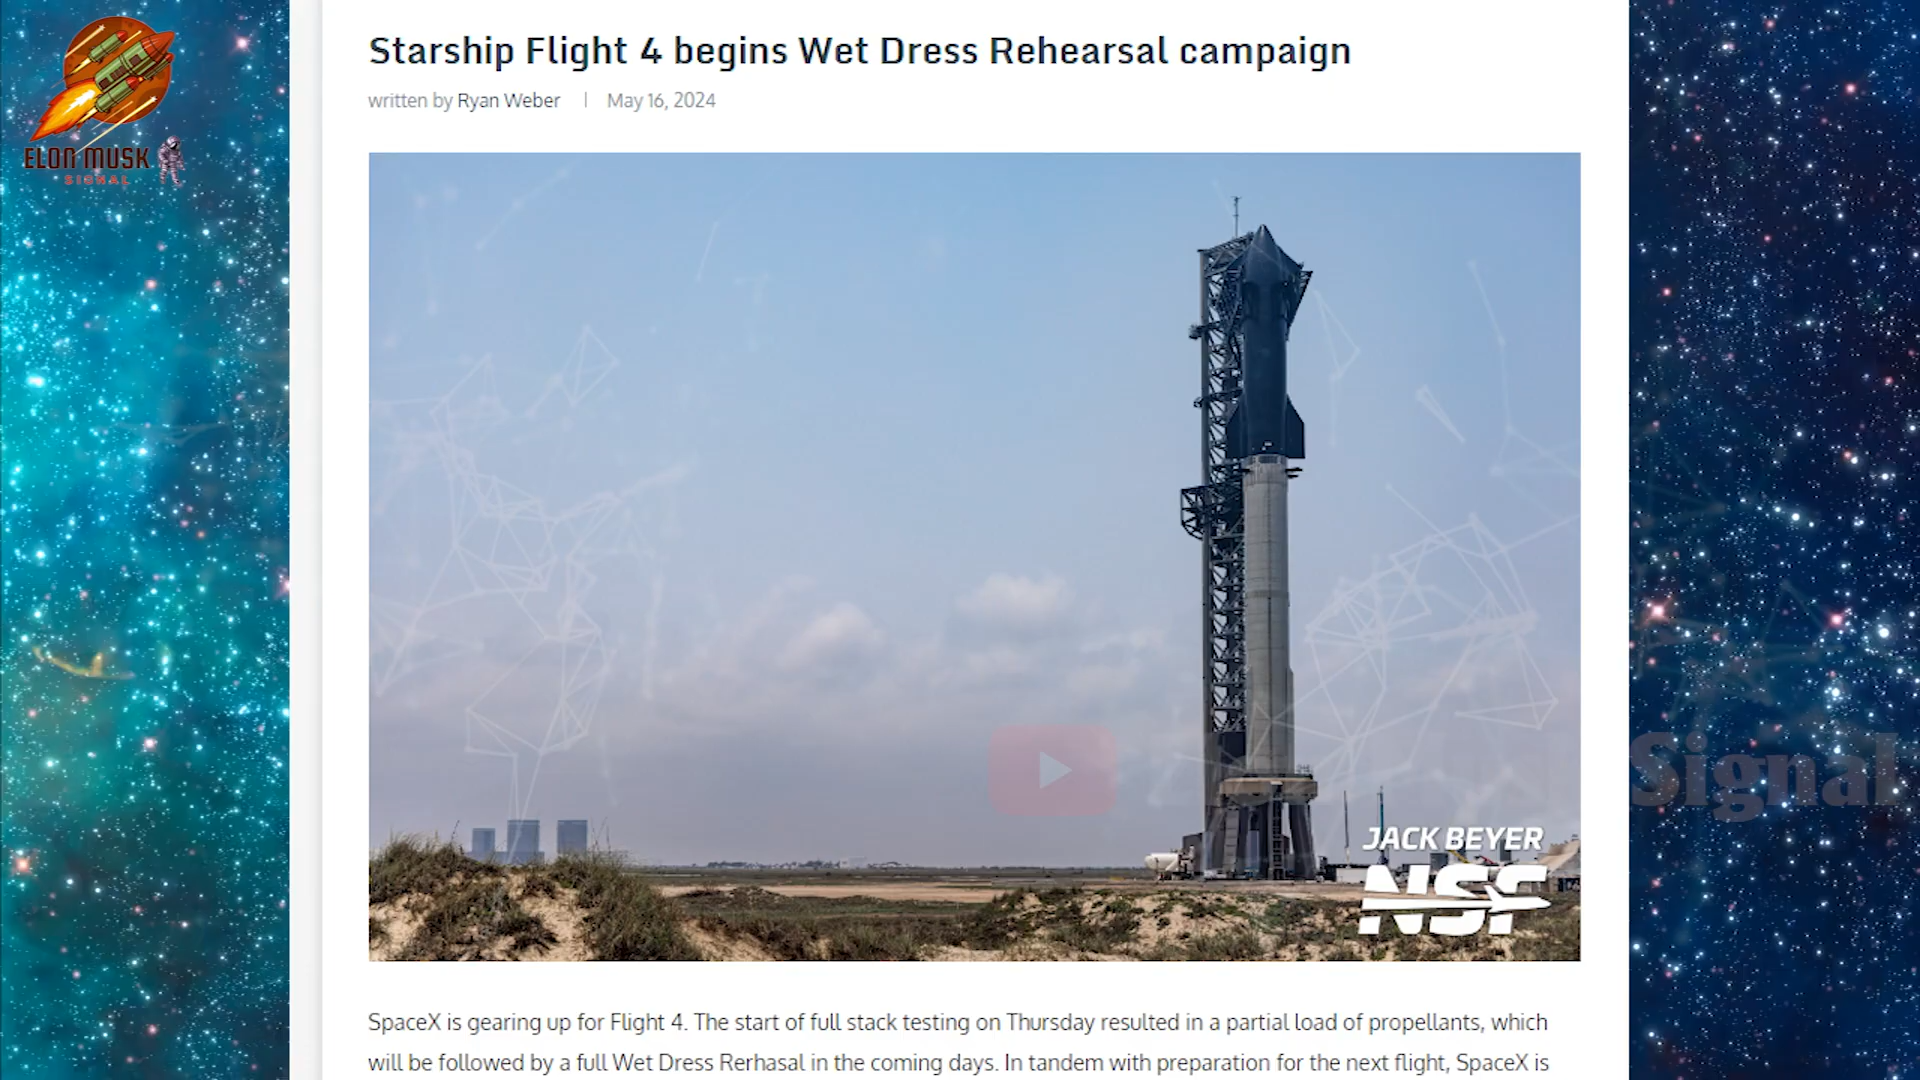 Starship Flight 4 begins Wet Dress Rehearsal campaign
written by Ryan Weber | May 16, 2024
ELON MUSK
SIGNAL
Signal
JACK BEYER
NSF
SpaceX is gearing up for Flight 4. The start of full stack testing on Thursday resulted in a partial load of propellants, which
will be followed by a full Wet Dress Rerhasal in the coming days. In tandem with preparation for the next flight, SpaceX is